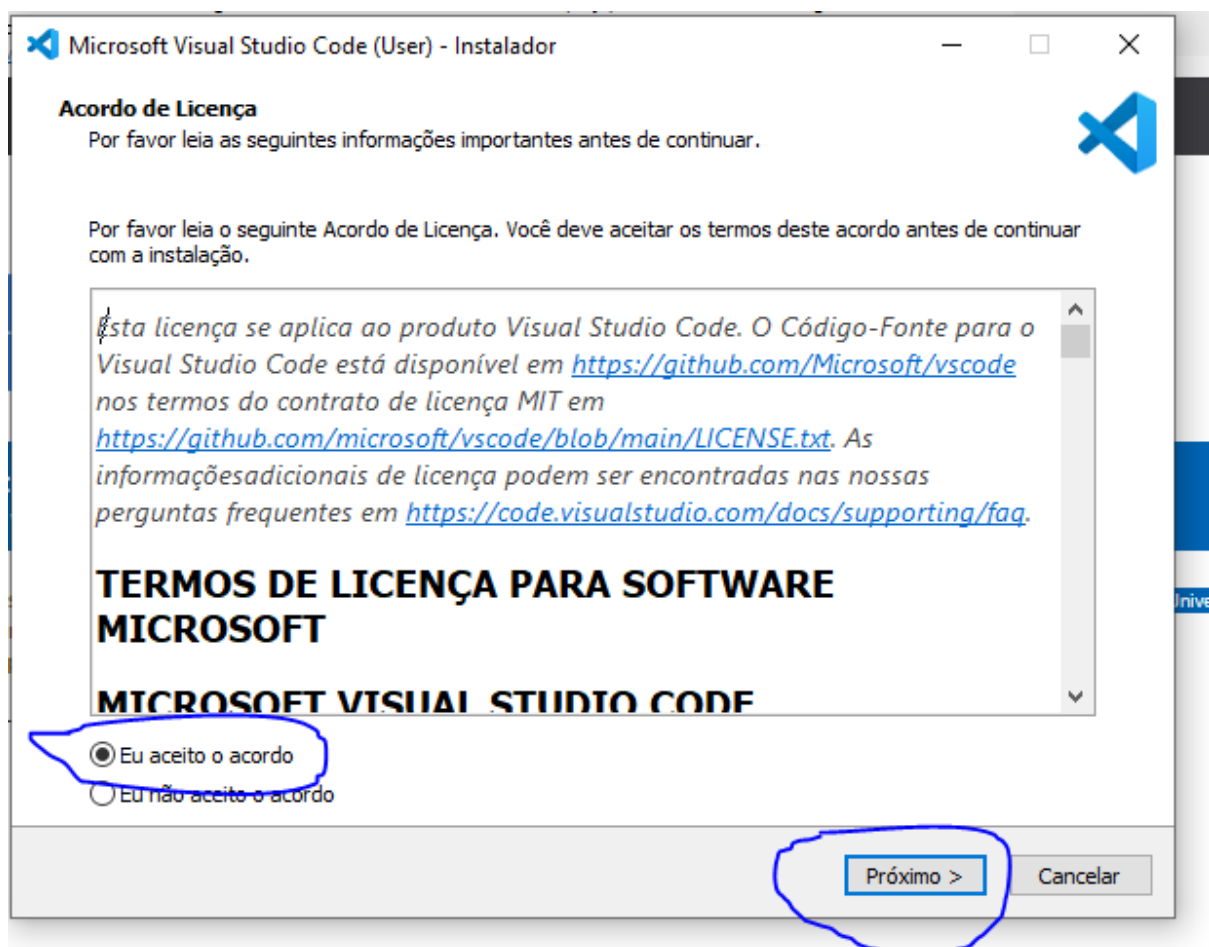 Microsoft Visual Studio Code (User) - Instalador
Acordo de Licença
Por favor leia as seguintes informações importantes antes de continuar.
Por favor leia o seguinte Acordo de Licença. Você deve aceitar os termos deste acordo antes de continuar
com a instalação.
Esta licença se aplica ao produto Visual Studio Code. O Código-Fonte para o
Visual Studio Code está disponível em https://github.com/Microsoft/vscode
nos termos do contrato de licença MIT em
https://github.com/microsoft/vscode/blob/main/LICENSE.txt. As
informaçõesadicionais de licença podem ser encontradas nas nossas
perguntas frequentes em https://code.visualstudio.com/docs/supporting/faq.
TERMOS DE LICENÇA PARA SOFTWARE
MICROSOFT
MICROSOFT VISUAL STUDIO CODE
Eu aceito o acordo
Eu não aceito o acordo
Próximo >
Cancelar